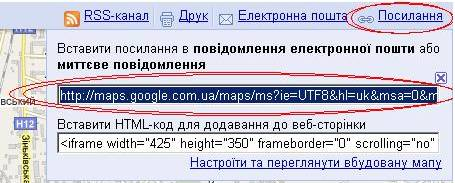 RSS-канал Друк Електронна пошта Посилання
Вставити посилання в повідомлення електронної пошти або
миттєве повідомлення
http://maps.google.com.ua/maps/ms?ie=UTF8&hl=uk&msa=0&m
ВСЬКИЙ
Вставити HTML-код для додавання до веб-сторінки
H12
<iframe width="425" height="350" frameborder="0" scrolling="no"
Зіньківська
Настроїти та переглянути вбудовану мапу
H12